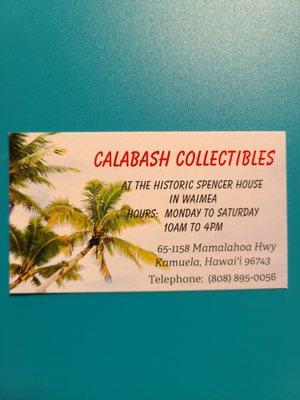 CALABASH COLLECTIBLES
AT THE HISTORIC SPENCER HOUSE
IN WAIMEA
HOURS: MONDAY TO SATURDAY
10AM TO 4PM
65-1158 Mamalahoa Hwy
Kamuela, Hawai'i 96743
Telephone: (808) 895-0056